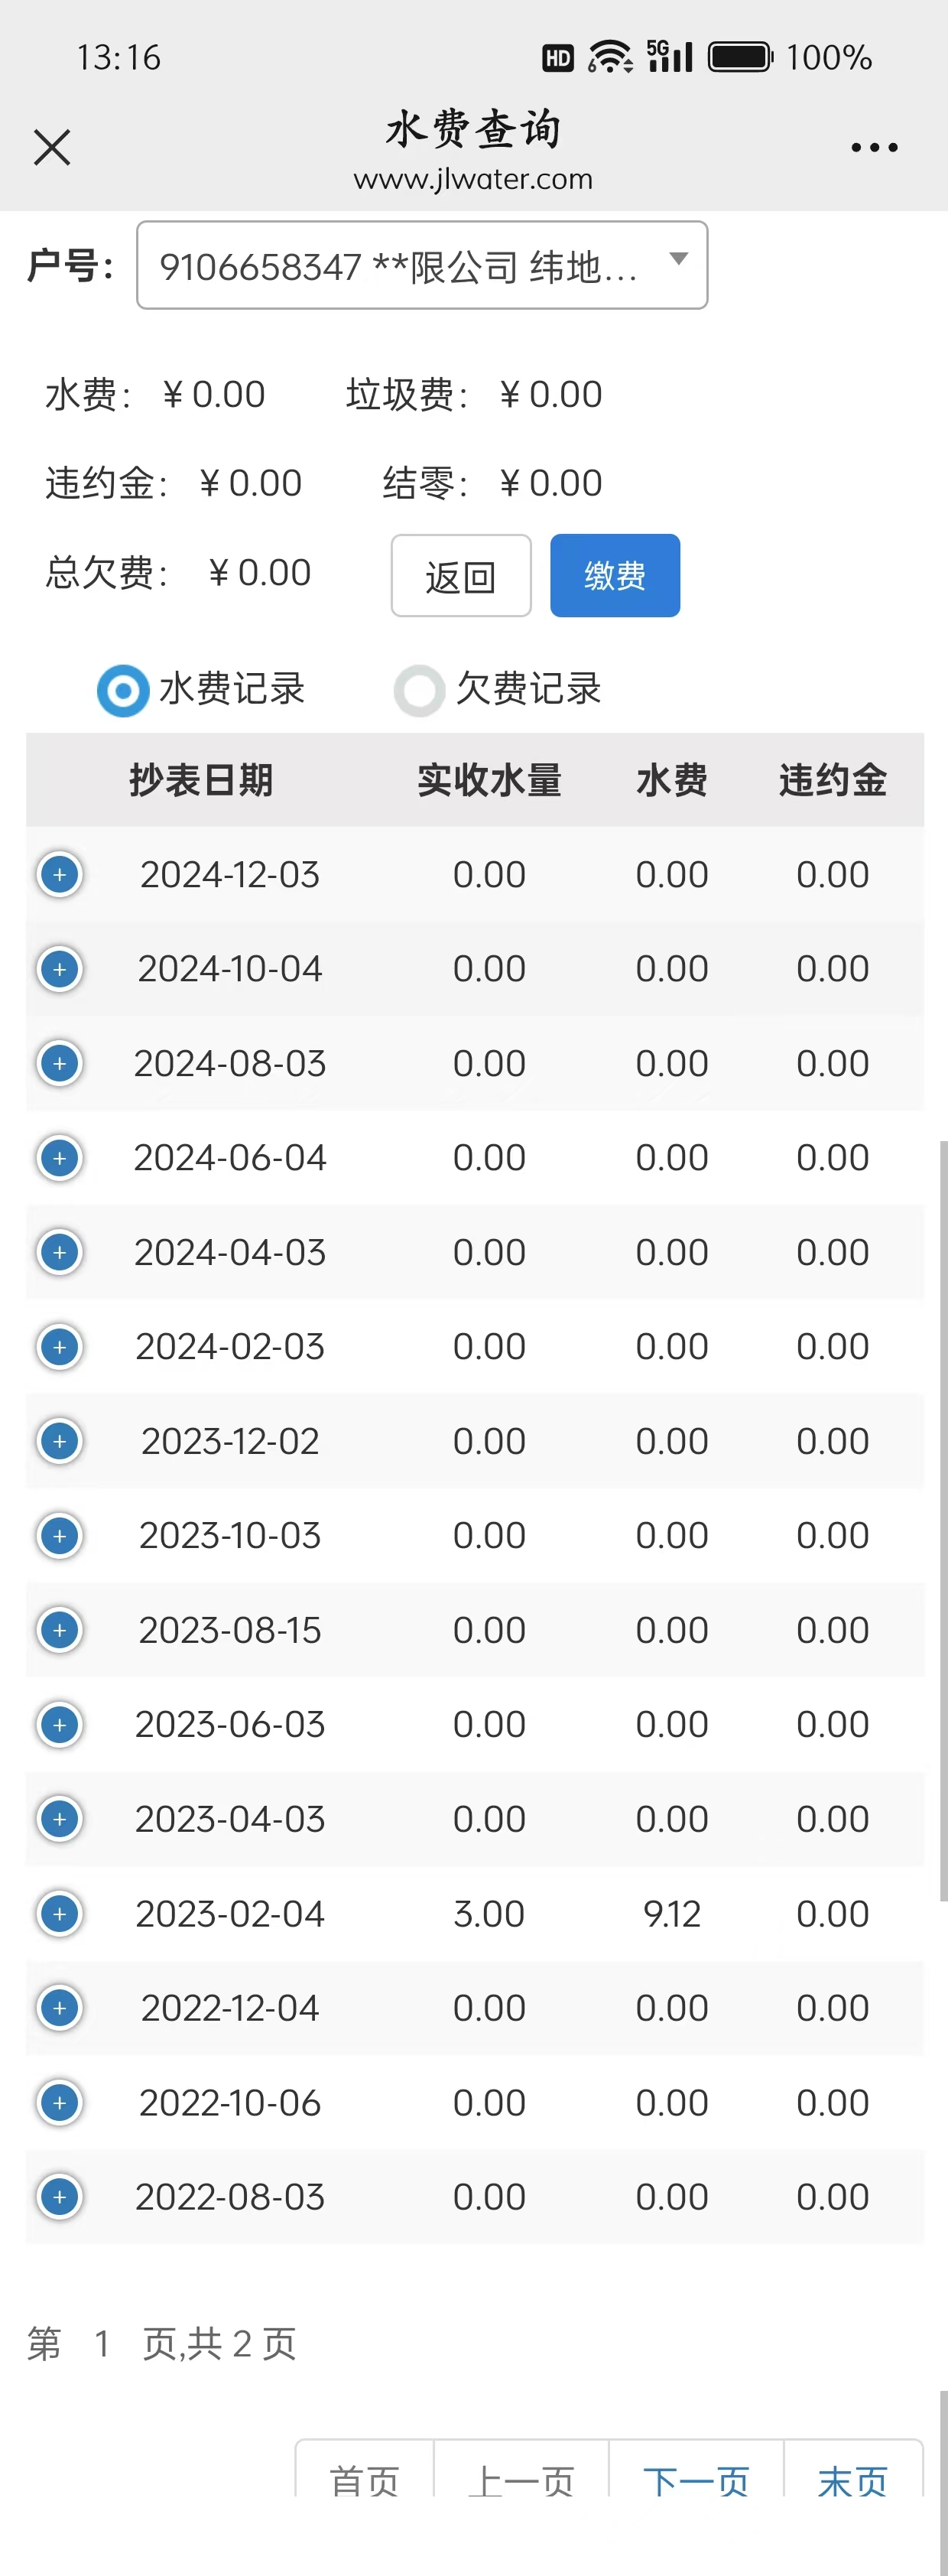 13:16 HD 6 5G 100%
水费查询
www.jlwater.com
户号: 9106658347 **限公司 纬地...
水费: ¥ 0.00 垃圾费: ¥ 0.00
违约金: ¥ 0.00 结零: ¥ 0.00
总欠费: ¥ 0.00 返回 缴费
水费记录 欠费记录
抄表日期 实收水量 水费 违约金
2024-12-03 0.00 0.00 0.00
2024-10-04 0.00 0.00 0.00
2024-08-03 0.00 0.00 0.00
2024-06-04 0.00 0.00 0.00
2024-04-03 0.00 0.00 0.00
2024-02-03 0.00 0.00 0.00
2023-12-02 0.00 0.00 0.00
2023-10-03 0.00 0.00 0.00
2023-08-15 0.00 0.00 0.00
2023-06-03 0.00 0.00 0.00
2023-04-03 0.00 0.00 0.00
2023-02-04 3.00 9.12 0.00
2022-12-04 0.00 0.00 0.00
2022-10-06 0.00 0.00 0.00
2022-08-03 0.00 0.00 0.00
第 1 页,共 2 页
首页 上一页 下一页 末页